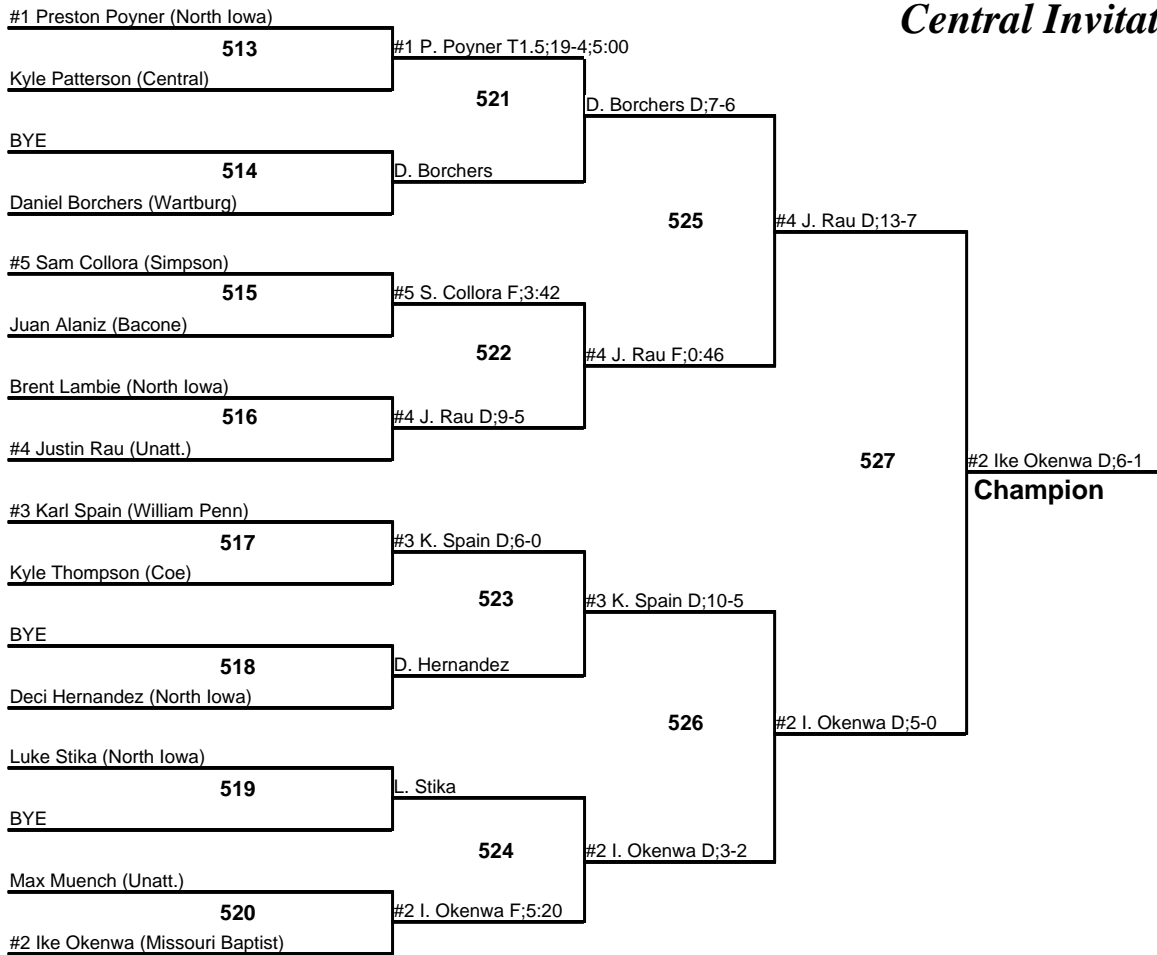 Central Invitat
#1 Preston Poyner (North Iowa)
513
Kyle Patterson (Central)
#1 P. Poyner T1.5;19-4;5:00
521
BYE
514
Daniel Borchers (Wartburg)
D. Borchers
D. Borchers D;7-6
525
#5 Sam Collora (Simpson)
515
Juan Alaniz (Bacone)
#5 S. Collora F;3:42
522
Brent Lambie (North Iowa)
516
#4 Justin Rau (Unatt.)
#4 J. Rau D;9-5
#4 J. Rau F;0:46
#4 J. Rau D;13-7
527
#2 Ike Okenwa D;6-1
Champion
#3 Karl Spain (William Penn)
517
Kyle Thompson (Coe)
#3 K. Spain D;6-0
523
BYE
518
Deci Hernandez (North Iowa)
D. Hernandez
#3 K. Spain D;10-5
526
#2 I. Okenwa D;5-0
Luke Stika (North Iowa)
519
BYE
L. Stika
524
Max Muench (Unatt.)
520
#2 Ike Okenwa (Missouri Baptist)
#2 I. Okenwa F;5:20
#2 I. Okenwa D;3-2